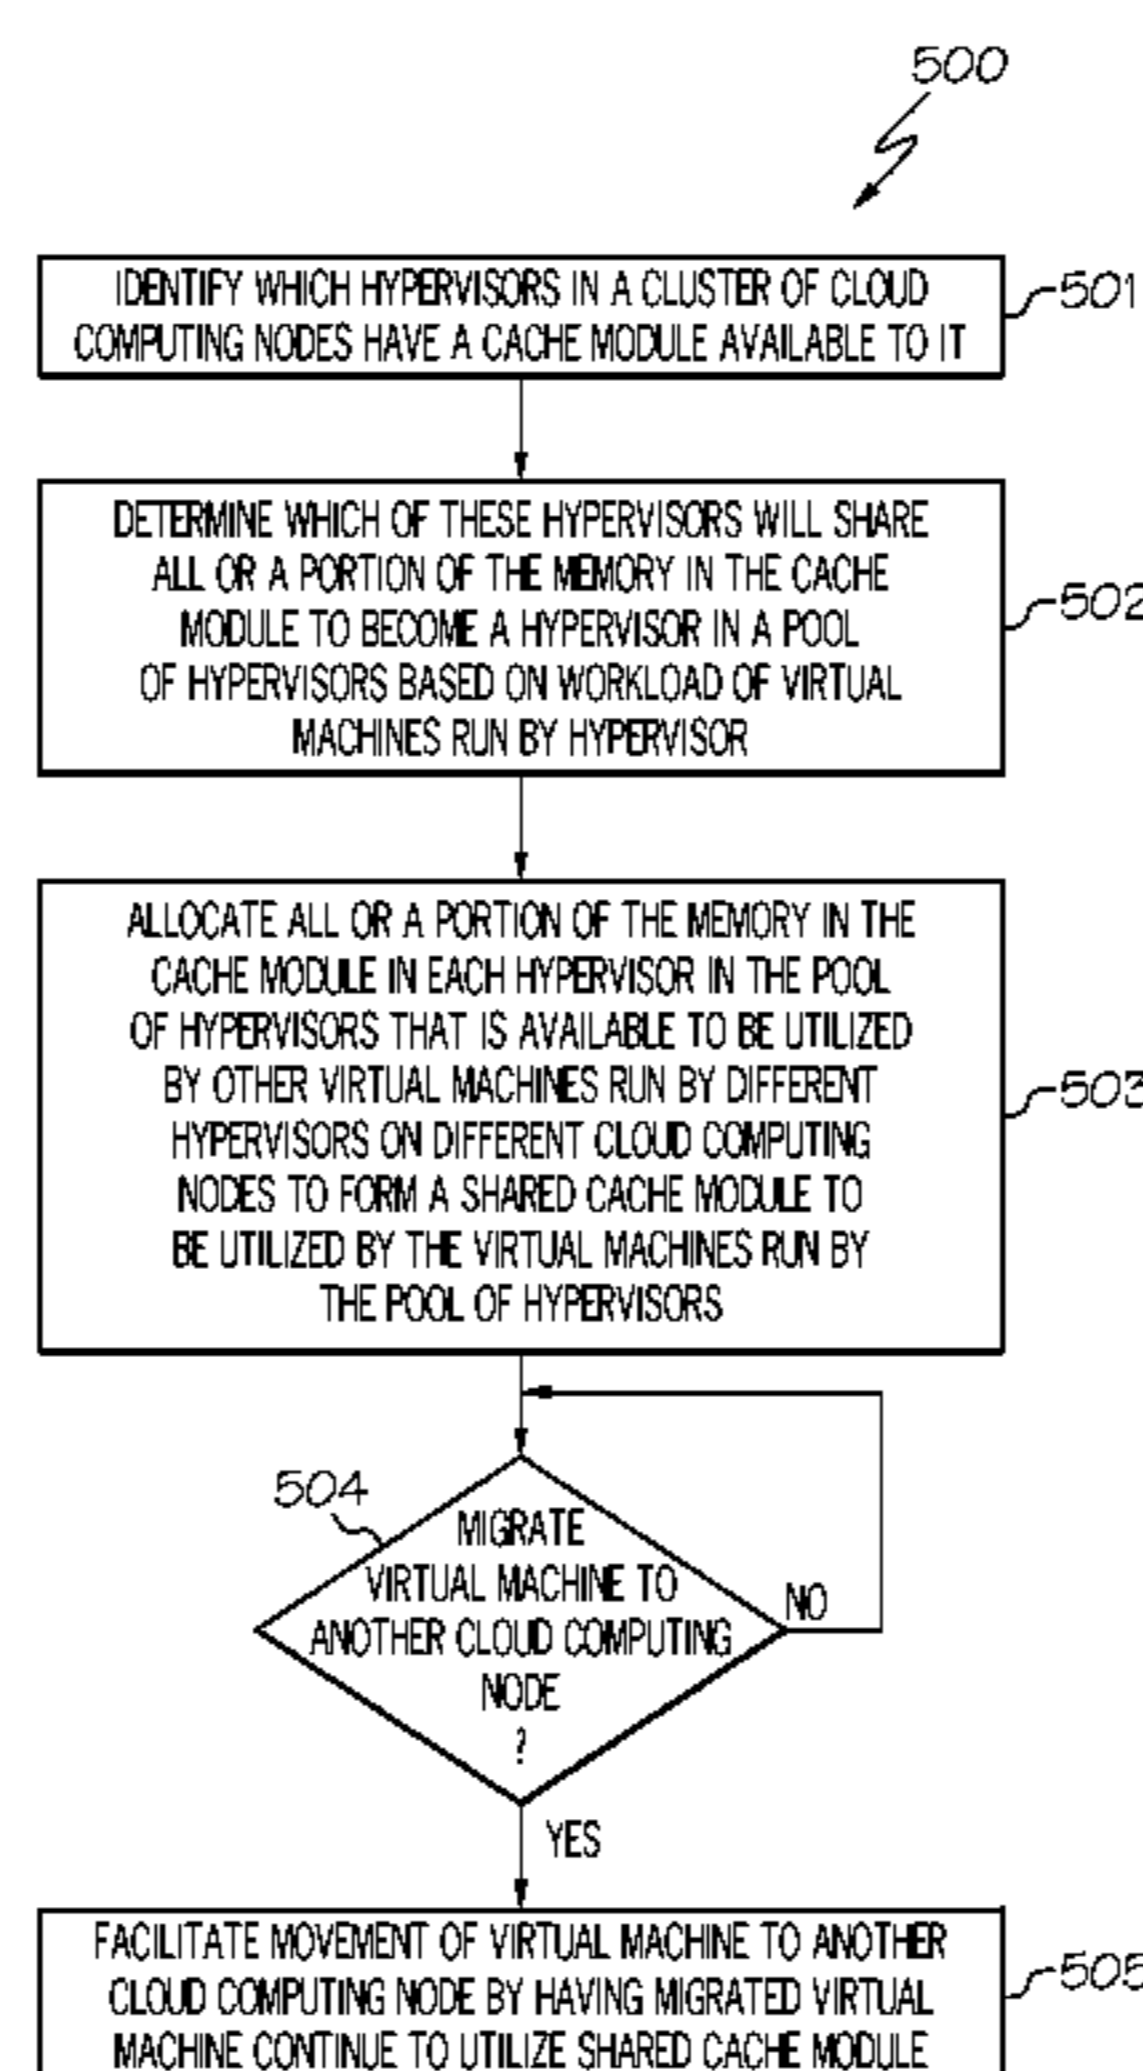 500
IDENTIFY WHICH HYPERVISORS IN A CLUSTER OF CLOUD
COMPUTING NODES HAVE A CACHE MODULE AVAILABLE TO IT
501
DETERMINE WHICH OF THESE HYPERVISORS WILL SHARE
ALL OR A PORTION OF THE MEMORY IN THE CACHE
MODULE TO BECOME A HYPERVISOR IN A POOL
OF HYPERVISORS BASED ON WORKLOAD OF VIRTUAL
MACHINES RUN BY HYPERVISOR
502
ALLOCATE ALL OR A PORTION OF THE MEMORY IN THE
CACHE MODULE IN EACH HYPERVISOR IN THE POOL
OF HYPERVISORS THAT IS AVAILABLE TO BE UTILIZED
BY OTHER VIRTUAL MACHINES RUN BY DIFFERENT
HYPERVISORS ON DIFFERENT CLOUD COMPUTING
NODES TO FORM A SHARED CACHE MODULE TO
BE UTILIZED BY THE VIRTUAL MACHINES RUN BY
THE POOL OF HYPERVISORS
503
504
MIGRATE
VIRTUAL MACHINE TO
ANOTHER CLOUD COMPUTING
NODE
?
NO
YES
FACILITATE MOVEMENT OF VIRTUAL MACHINE TO ANOTHER
CLOUD COMPUTING NODE BY HAVING MIGRATED VIRTUAL
MACHINE CONTINUE TO UTILIZE SHARED CACHE MODULE
505